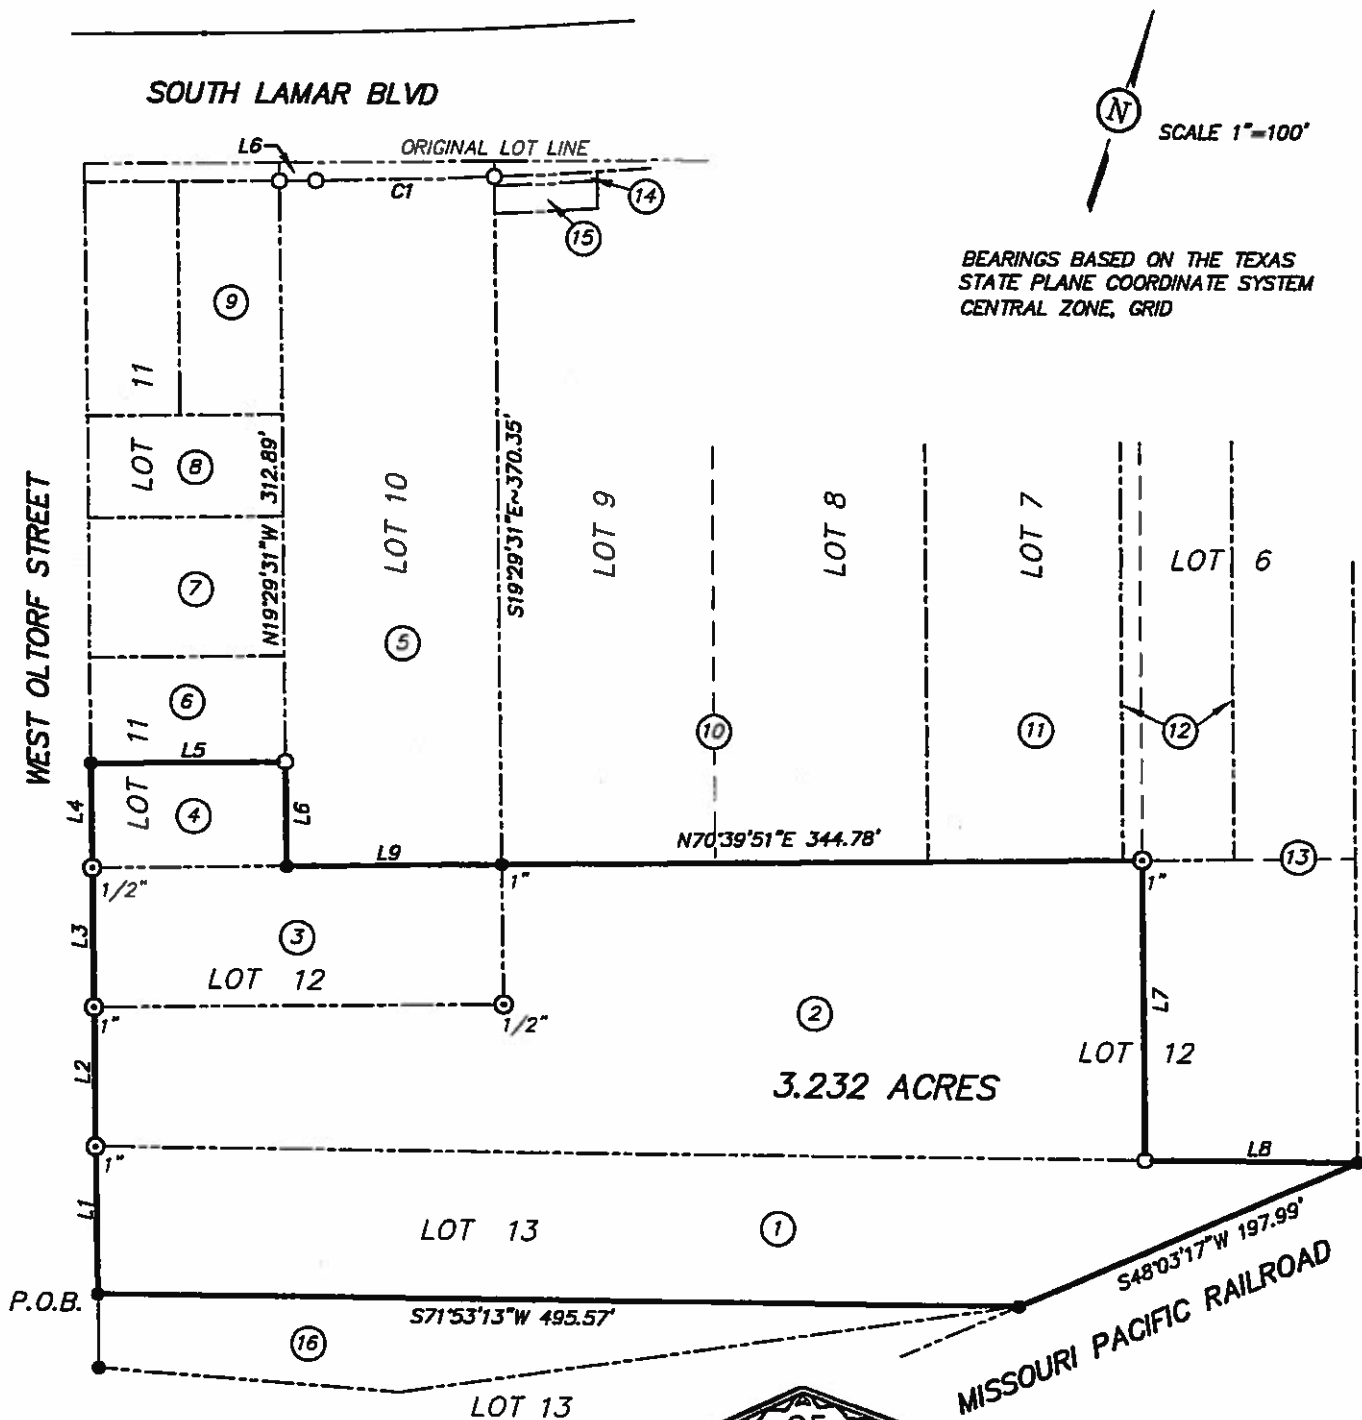 SOUTH LAMAR BLVD
N
SCALE 1"=100'
L6
ORIGINAL LOT LINE
C1
14
15
BEARINGS BASED ON THE TEXAS
STATE PLANE COORDINATE SYSTEM
CENTRAL ZONE, GRID
9
LOT 11
8
N19°29'31"W 312.89'
7
WEST OLTORF STREET
LOT 10
5
S19°29'31"E~370.35'
LOT 9
LOT 8
LOT 7
LOT 6
6
10
11
12
LOT 11
L5
L4
4
L6
L9
N70°39'51"E 344.78'
13
1/2"
1"
1"
L3
3
LOT 12
1"
1/2"
2
L7
LOT 12
L2
3.232 ACRES
1"
L8
L1
LOT 13
1
S48°03'17"W 197.99'
P.O.B.
S71°53'13"W 495.57'
MISSOURI PACIFIC RAILROAD
16
LOT 13